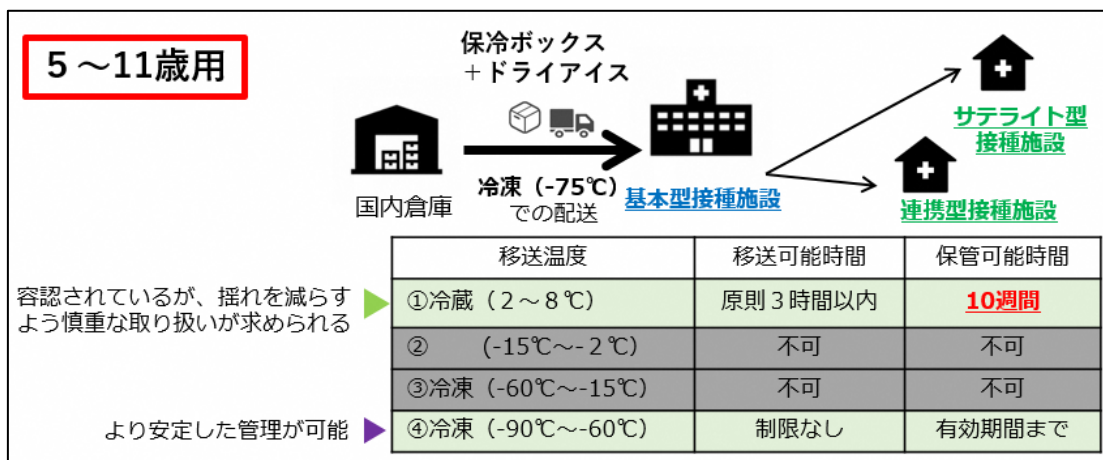 5～11歳用
保冷ボックス
＋ドライアイス
国内倉庫
冷凍（-75℃）
での配送
基本型接種施設
サテライト型
接種施設
連携型接種施設
移送温度 移送可能時間 保管可能時間
容認されているが、揺れを減らす
よう慎重な取り扱いが求められる
①冷蔵（2～8℃） 原則３時間以内 10週間
② (-15℃～-2℃) 不可 不可
③冷凍（-60℃～-15℃） 不可 不可
より安定した管理が可能
④冷凍（-90℃～-60℃） 制限なし 有効期間まで